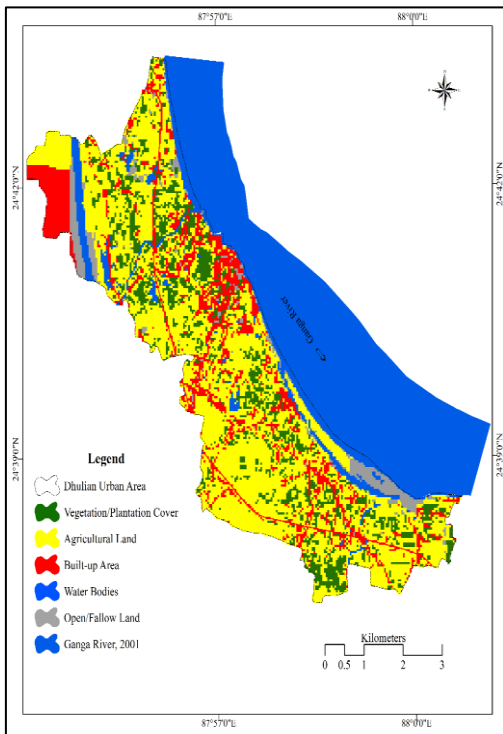 87°57'0"E
88°0'0"E
24°42'0"N
24°42'0"N
Ganga River
24°39'0"N
24°39'0"N
Legend
Dhulian Urban Area
Vegetation/Plantation Cover
Agricultural Land
Built-up Area
Water Bodies
Open/Fallow Land
Ganga River, 2001
Kilometers
0 0.5 1 2 3
87°57'0"E
88°0'0"E